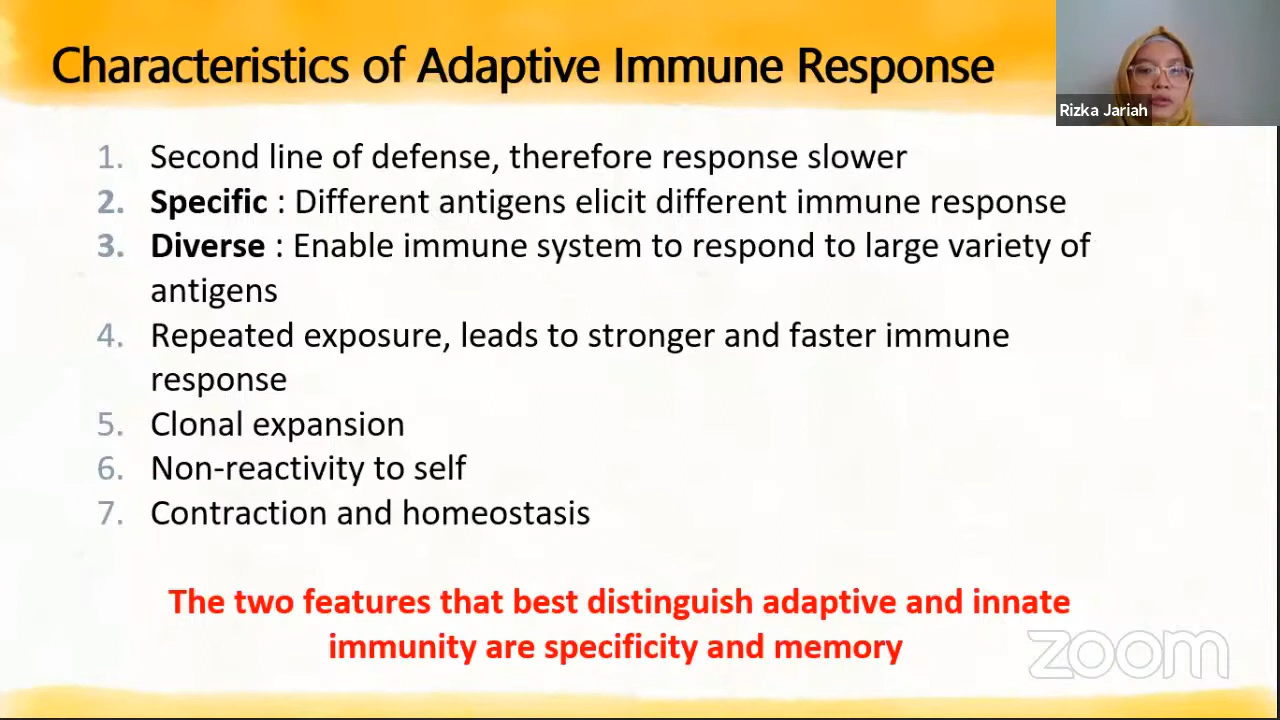 Characteristics of Adaptive Immune Response
Rizka Jariah
1. Second line of defense, therefore response slower
2. Specific : Different antigens elicit different immune response
3. Diverse : Enable immune system to respond to large variety of
antigens
4. Repeated exposure, leads to stronger and faster immune
response
5. Clonal expansion
6. Non-reactivity to self
7. Contraction and homeostasis
The two features that best distinguish adaptive and innate
immunity are specificity and memory
zoom